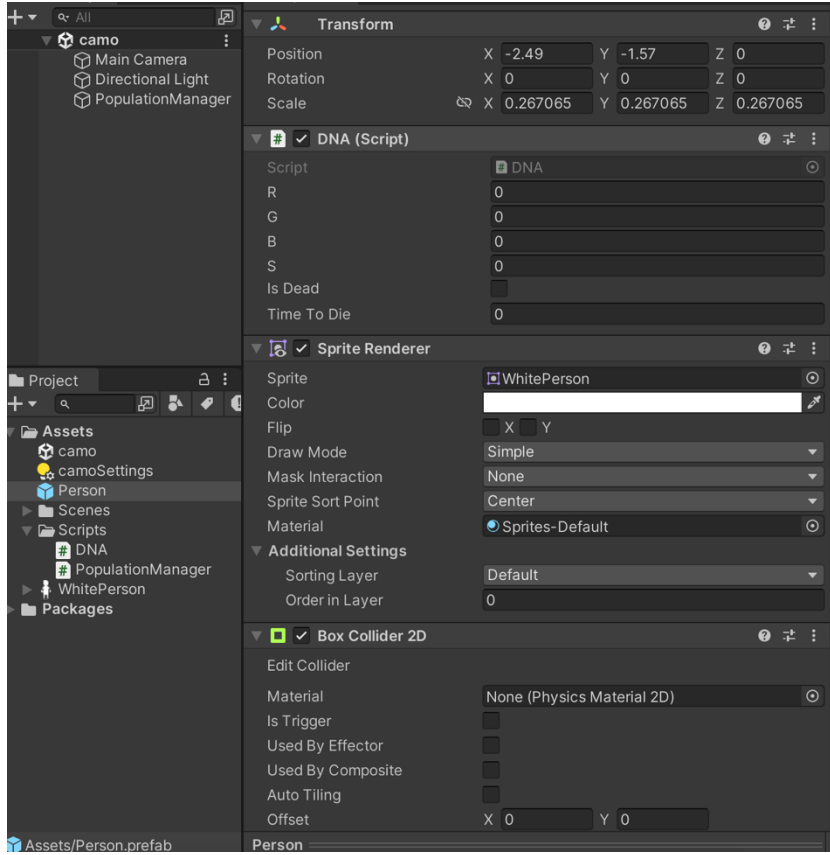 All
camo
Main Camera
Directional Light
PopulationManager
Project
Assets
camo
camoSettings
Person
Scenes
Scripts
DNA
PopulationManager
WhitePerson
Packages
Assets/Person.prefab
Transform
Position X -2.49 Y -1.57 Z 0
Rotation X 0 Y 0 Z 0
Scale X 0.267065 Y 0.267065 Z 0.267065
# DNA (Script)
Script # DNA
R 0
G 0
B 0
S 0
Is Dead
Time To Die 0
Sprite Renderer
Sprite WhitePerson
Color
Flip X Y
Draw Mode Simple
Mask Interaction None
Sprite Sort Point Center
Material Sprites-Default
Additional Settings
Sorting Layer Default
Order in Layer 0
Box Collider 2D
Edit Collider
Material None (Physics Material 2D)
Is Trigger
Used By Effector
Used By Composite
Auto Tiling
Offset X 0 Y 0
Person